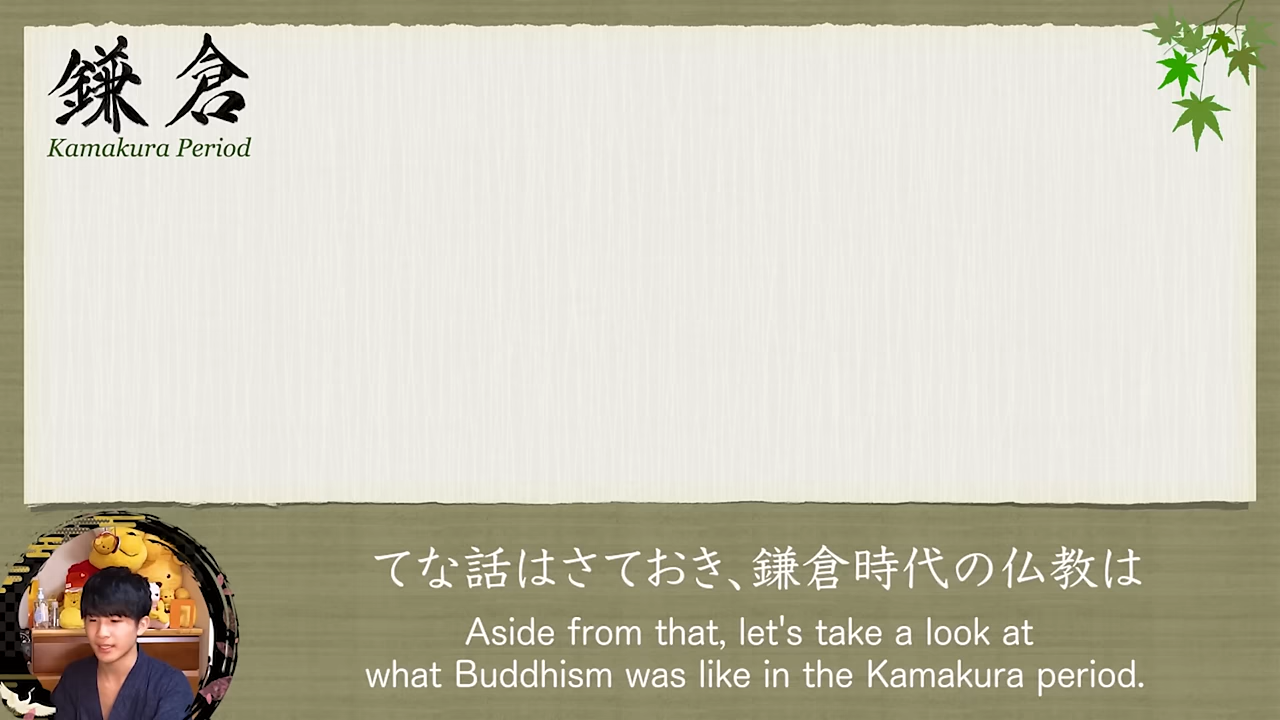 鎌倉
Kamakura Period
てな話はさておき、鎌倉時代の仏教は
Aside from that, let's take a look at
what Buddhism was like in the Kamakura period.